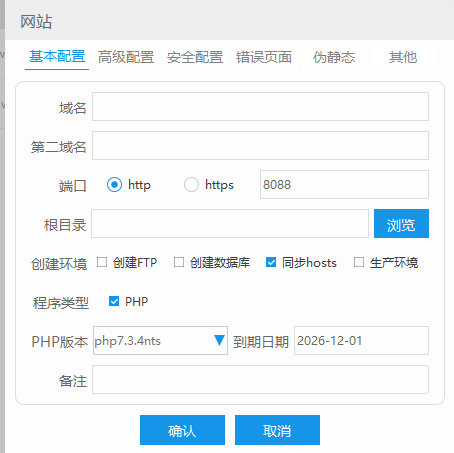 网站
基本配置 高级配置 安全配置 错误页面 伪静态 其他
域名
第二域名
端口 http https 8088
根目录 浏览
创建环境 创建FTP 创建数据库 同步hosts 生产环境
程序类型 PHP
PHP版本 php7.3.4nts 到期日期 2026-12-01
备注
确认 取消